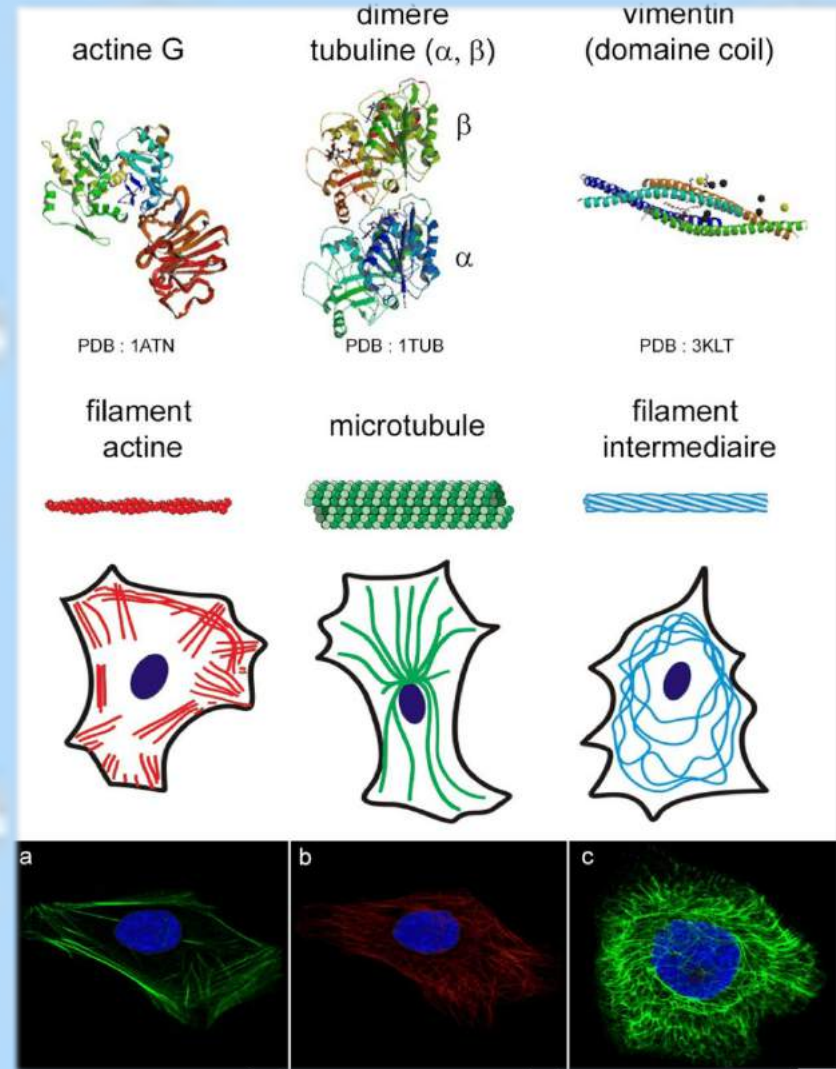 actine G
dimère
tubuline (α, β)
vimentin
(domaine coil)
β
α
PDB : 1ATN
PDB : 1TUB
PDB : 3KLT
filament
actine
microtubule
filament
intermediaire
a
b
c